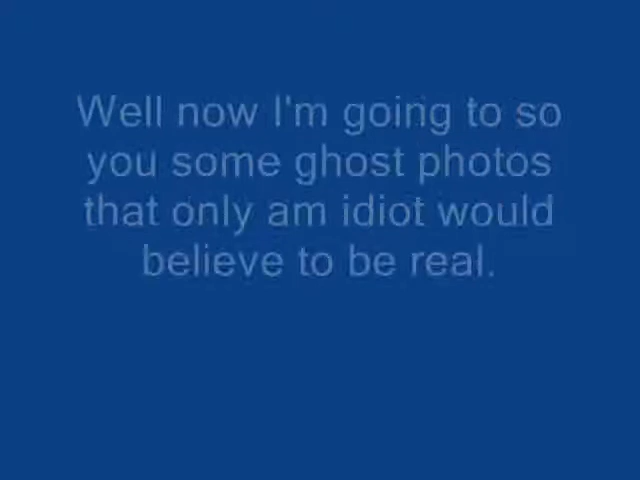 Well now I'm going to so
you some ghost photos
that only am idiot would
believe to be real.